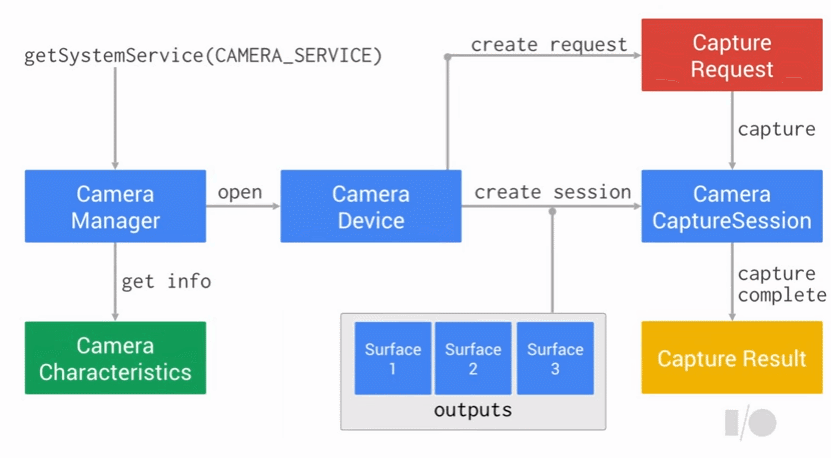 getSystemService(CAMERA_SERVICE)
create request
Capture
Request
capture
Camera
Manager
open
Camera
Device
create session
Camera
CaptureSession
get info
capture
complete
Camera
Characteristics
Surface
1
Surface
2
Surface
3
outputs
Capture Result
I/O